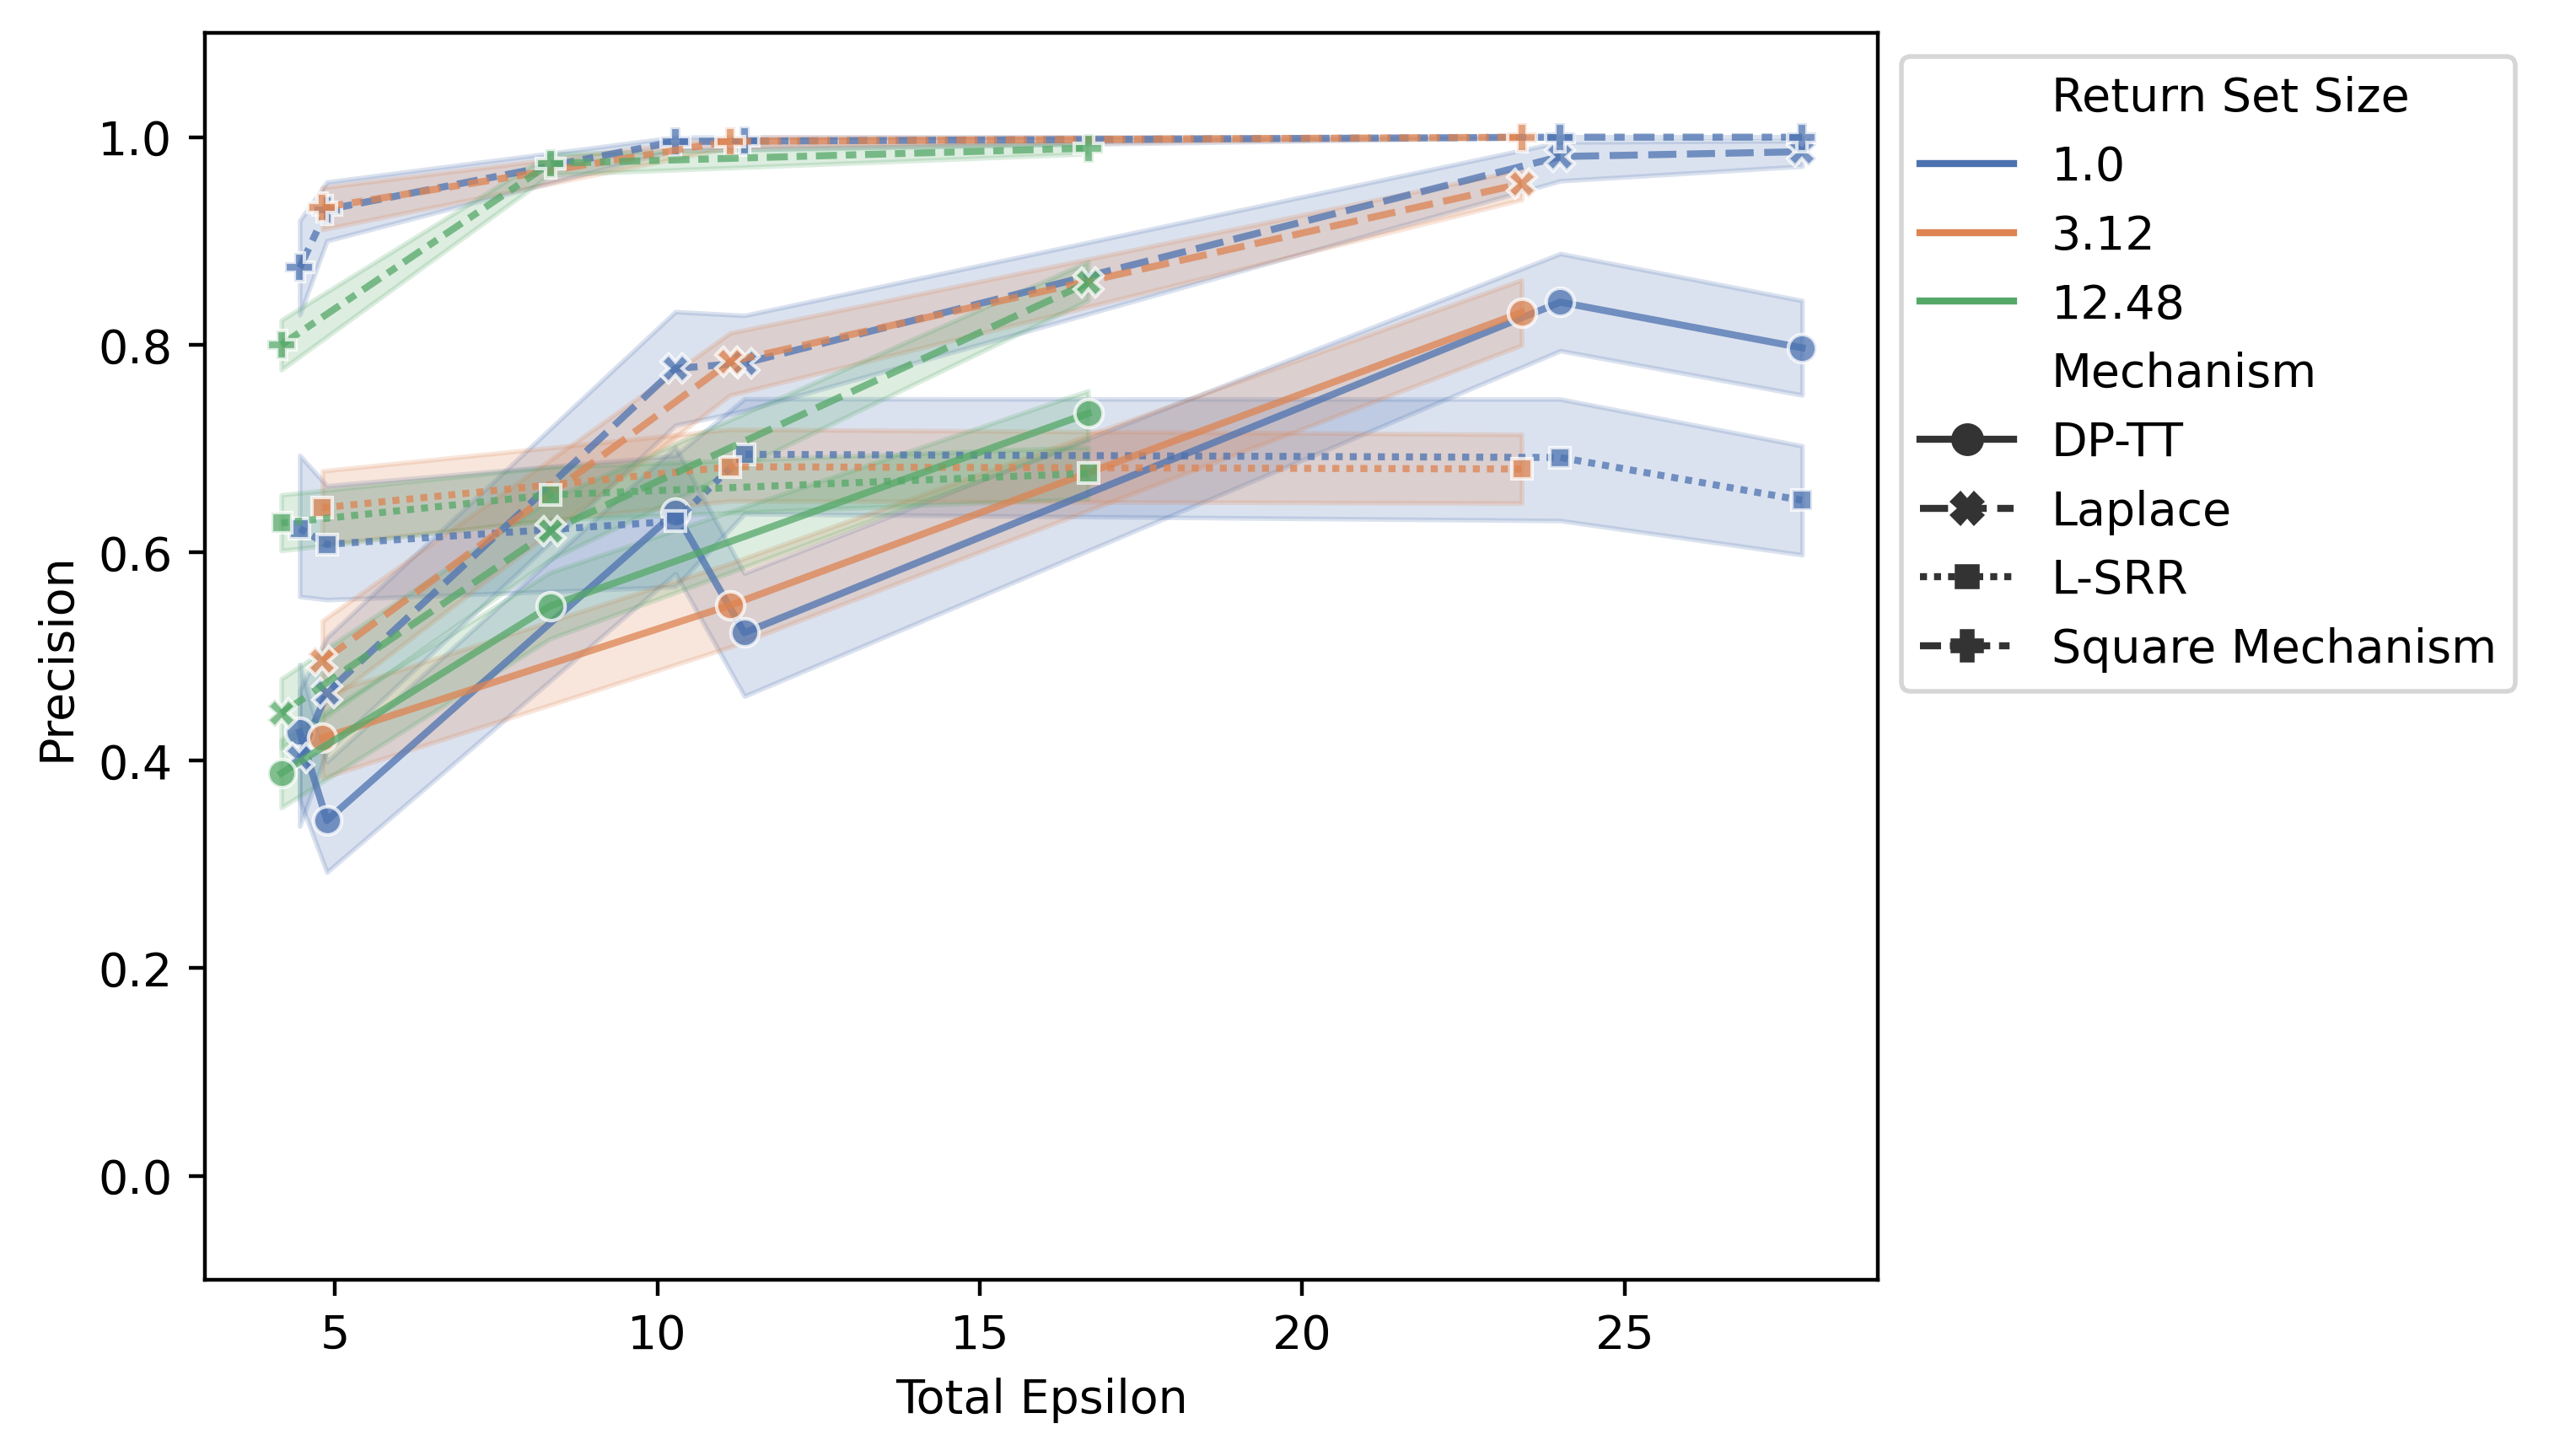 1.0
0.8
0.6
0.4
0.2
0.0
Precision
5 10 15 20 25
Total Epsilon
Return Set Size
1.0
3.12
12.48
Mechanism
DP-TT
Laplace
L-SRR
Square Mechanism